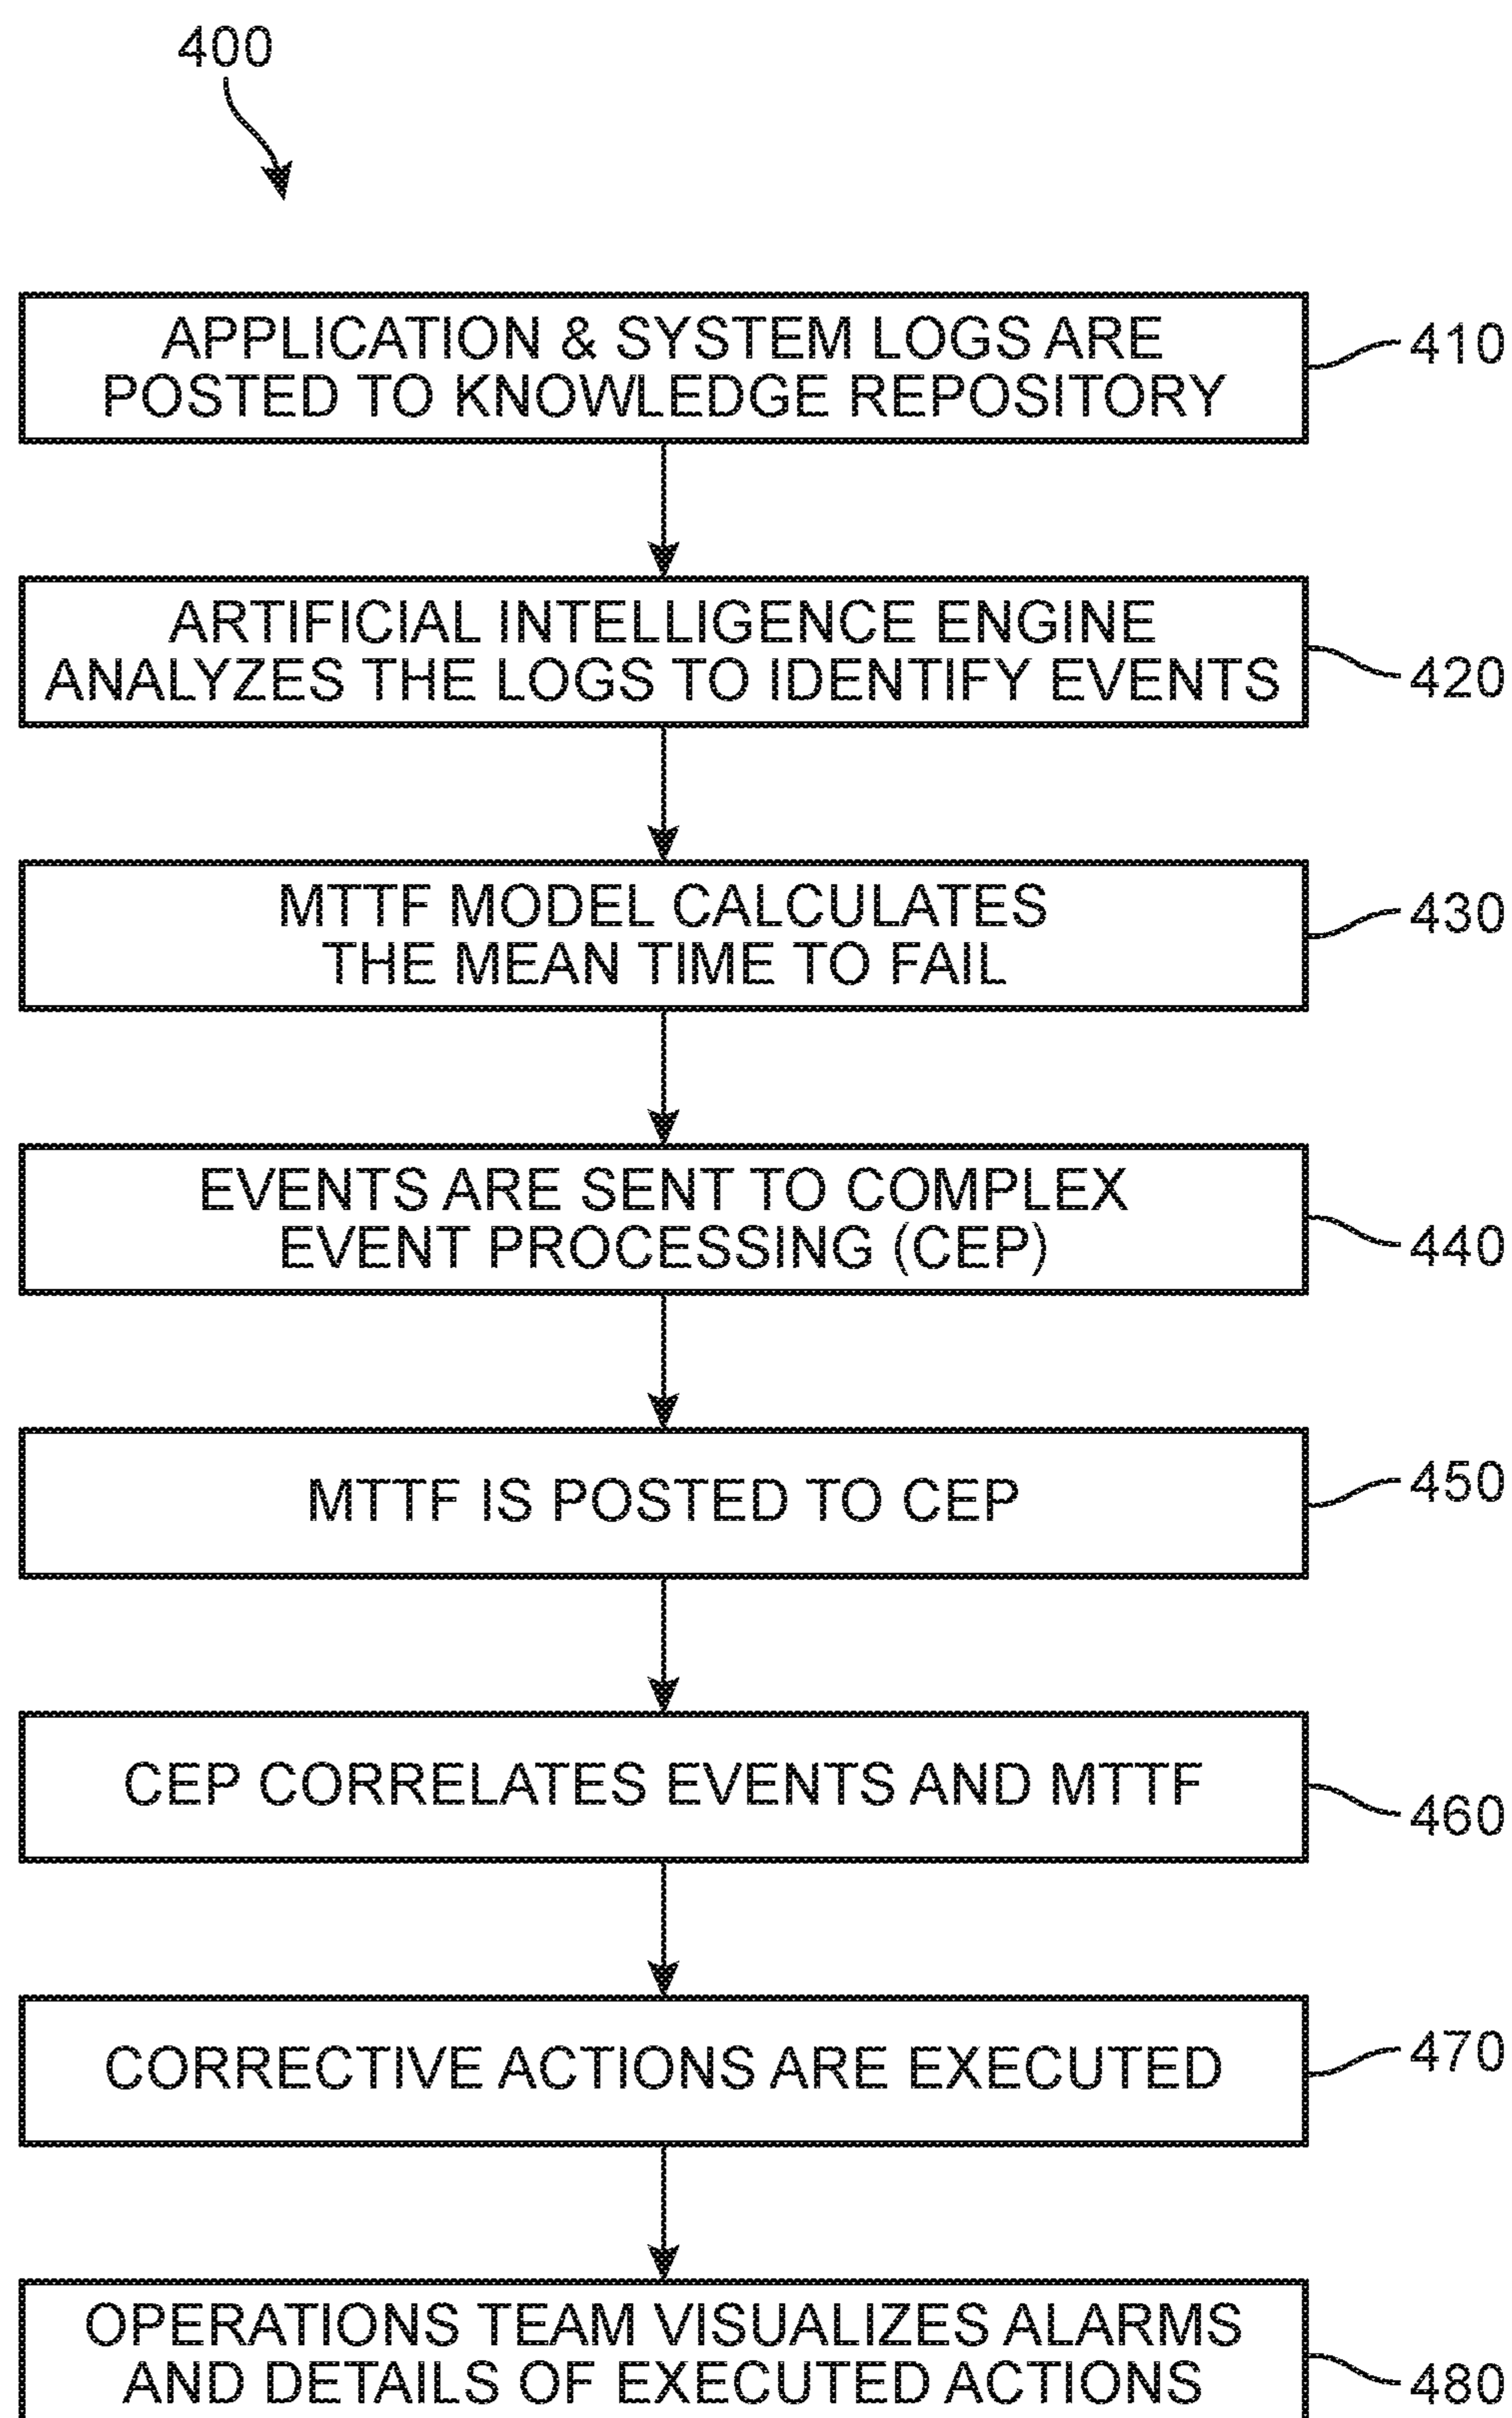 400
APPLICATION & SYSTEM LOGS ARE
POSTED TO KNOWLEDGE REPOSITORY
410
ARTIFICIAL INTELLIGENCE ENGINE
ANALYZES THE LOGS TO IDENTIFY EVENTS
420
MTTF MODEL CALCULATES
THE MEAN TIME TO FAIL
430
EVENTS ARE SENT TO COMPLEX
EVENT PROCESSING (CEP)
440
MTTF IS POSTED TO CEP
450
CEP CORRELATES EVENTS AND MTTF
460
CORRECTIVE ACTIONS ARE EXECUTED
470
OPERATIONS TEAM VISUALIZES ALARMS
AND DETAILS OF EXECUTED ACTIONS
480